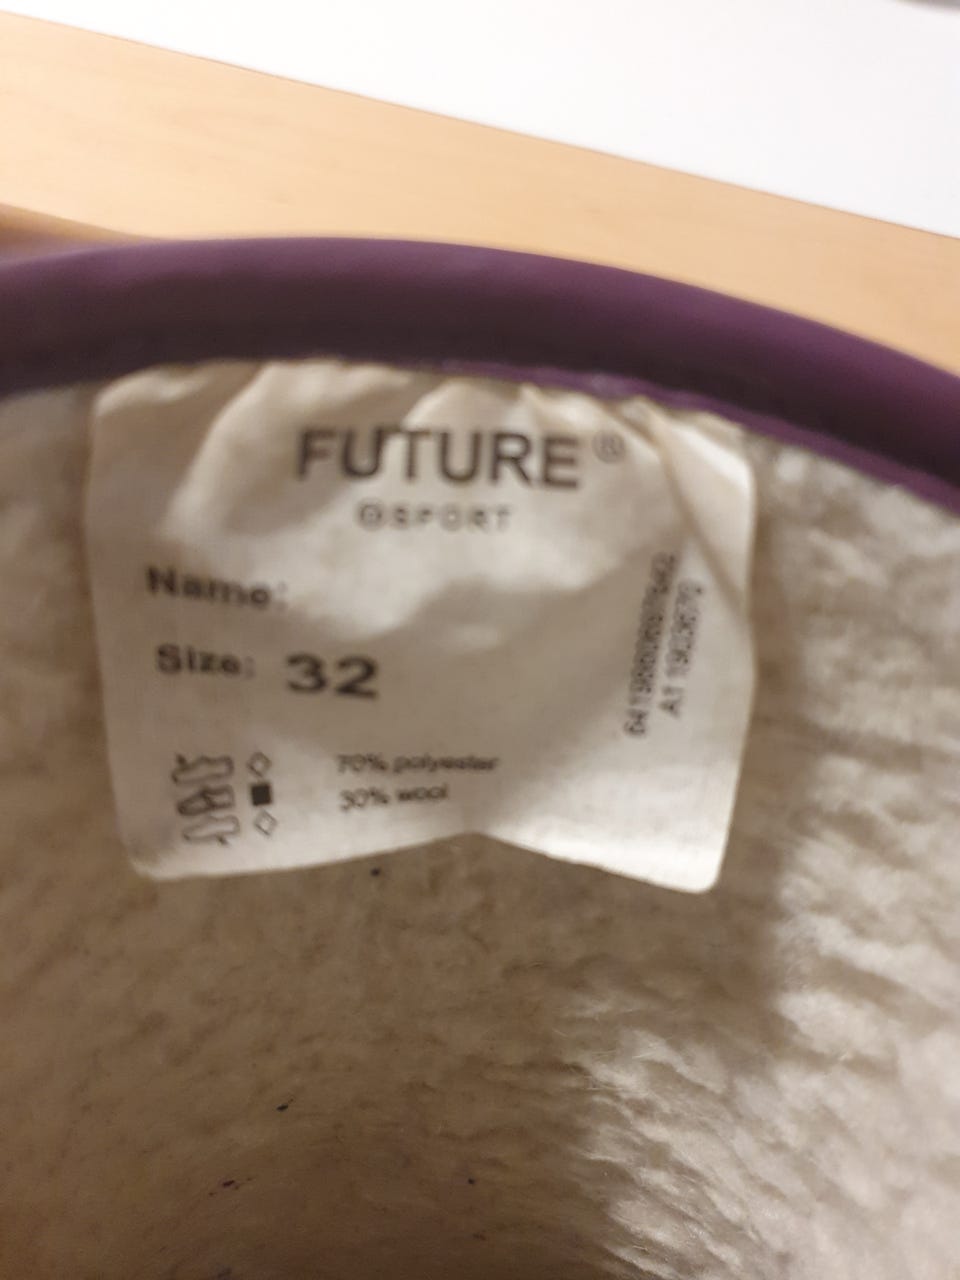 FUTURE®
SPORT
Name:
Size: 32
70% polyester
30% wool